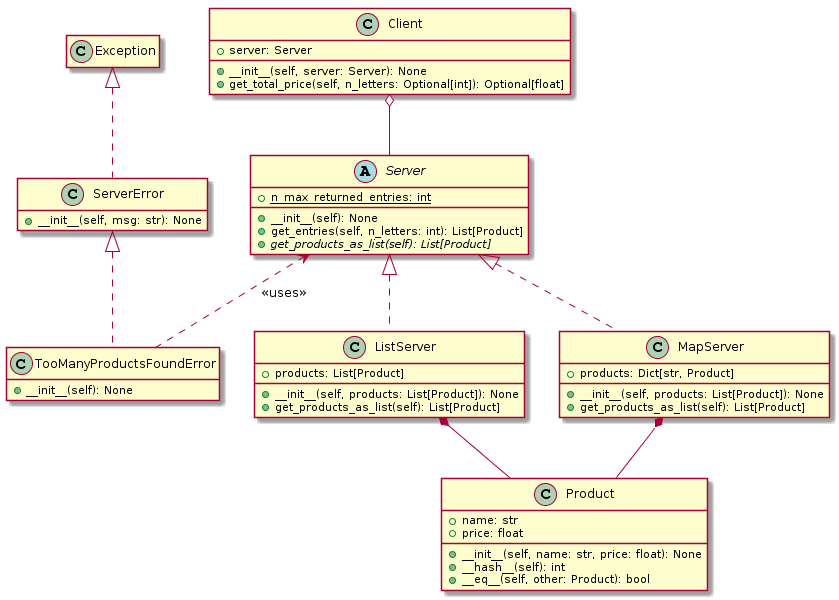 C Client
server: Server
__init__(self, server: Server): None
get_total_price(self, n_letters: Optional[int]): Optional[float]
C Exception
A Server
n_max_returned_entries: int
__init__(self): None
get_entries(self, n_letters: int): List[Product]
get_products_as_list(self): List[Product]
C ServerError
__init__(self, msg: str): None
«uses»
C TooManyProductsFoundError
__init__(self): None
C ListServer
products: List[Product]
__init__(self, products: List[Product]): None
get_products_as_list(self): List[Product]
C MapServer
products: Dict[str, Product]
__init__(self, products: List[Product]): None
get_products_as_list(self): List[Product]
C Product
name: str
price: float
__init__(self, name: str, price: float): None
__hash__(self): int
__eq__(self, other: Product): bool